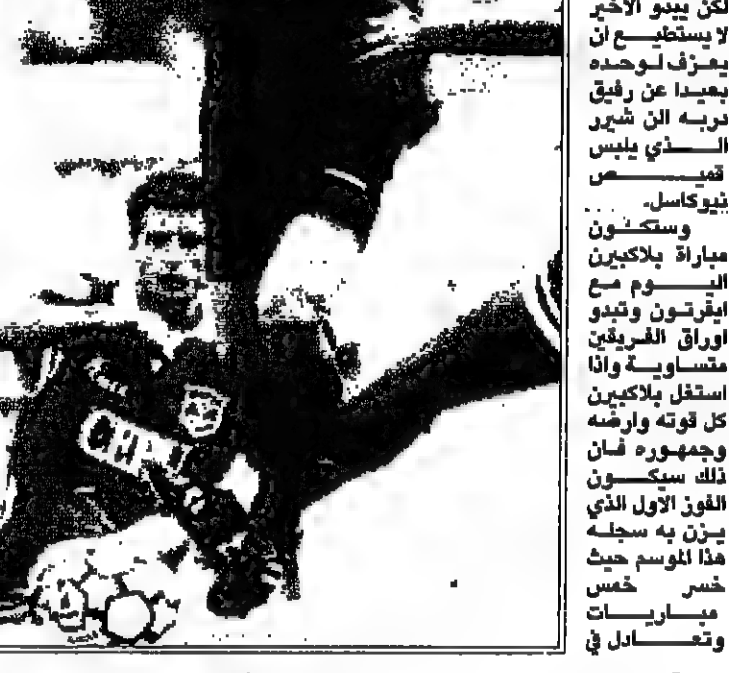 لكن يبدو الاخير
لا يستطيع ان
يعزف لوحده
بعيدا عن رفيق
دربه الن شيرر
الذي يلبس
قميص
نيوكاسل.
وستكون
مباراة بلاكبيرن
اليوم مع
ايفرتون وتبدو
اوراق الفريقين
متساوية واذا
استغل بلاكبيرن
كل قوته وارضه
وجمهوره فان
ذلك سيكون
الفوز الاول الذي
يزن به سجله
هذا الموسم حيث
خسر خمس
مباريات
وتعادل في